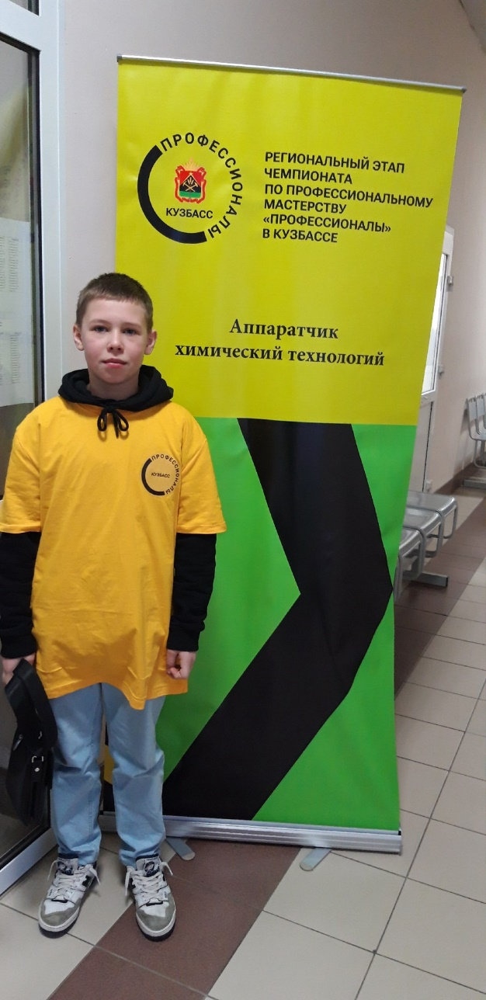 ПРОФЕССИОНАЛЫ
КУЗБАСС
РЕГИОНАЛЬНЫЙ ЭТАП
ЧЕМПИОНАТА
ПО ПРОФЕССИОНАЛЬНОМУ
МАСТЕРСТВУ
«ПРОФЕССИОНАЛЫ»
В КУЗБАССЕ
Аппаратчик
химический технологий
ПРОФЕССИОНАЛЫ
КУЗБАСС